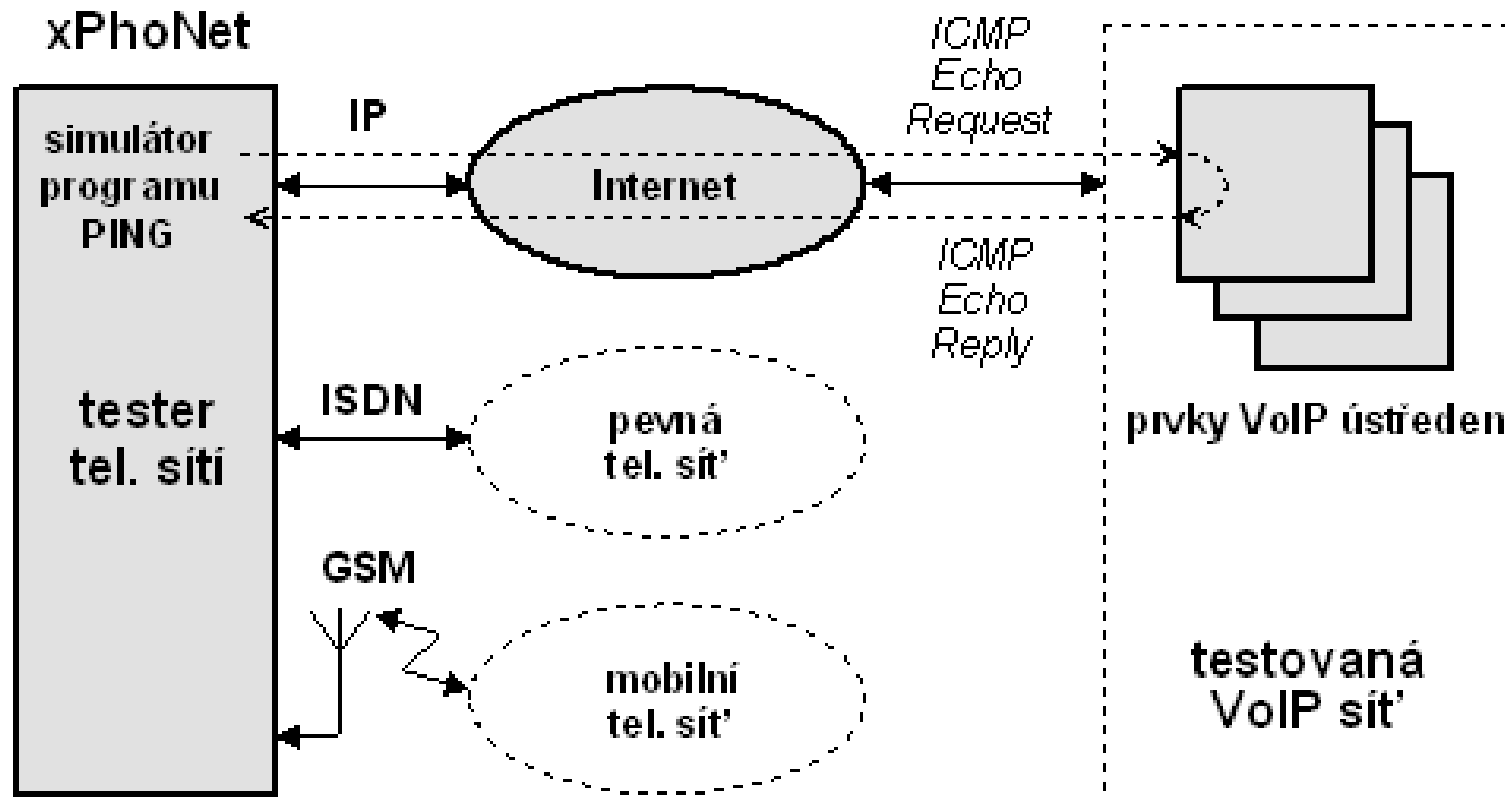 xPhoNet
simulátor
programu
PING
tester
tel. sítí
IP
Internet
ICMP
Echo
Request
ICMP
Echo
Reply
ISDN
pevná
tel. síť
GSM
mobilní
tel. síť
prvky VoIP ústředen
testovaná
VoIP síť